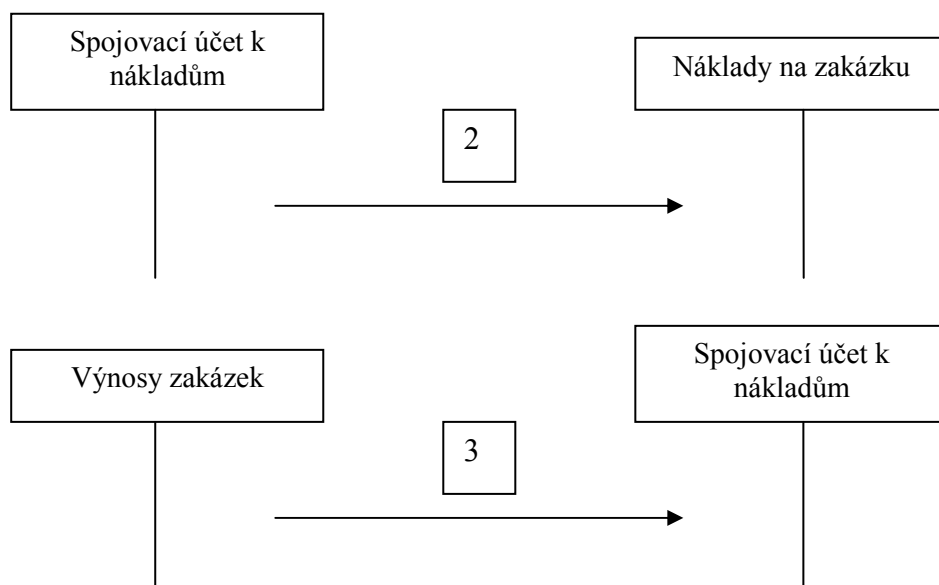 Spojovací účet k
nákladům
Náklady na zakázku
2
Výnosy zakázek
Spojovací účet k
nákladům
3